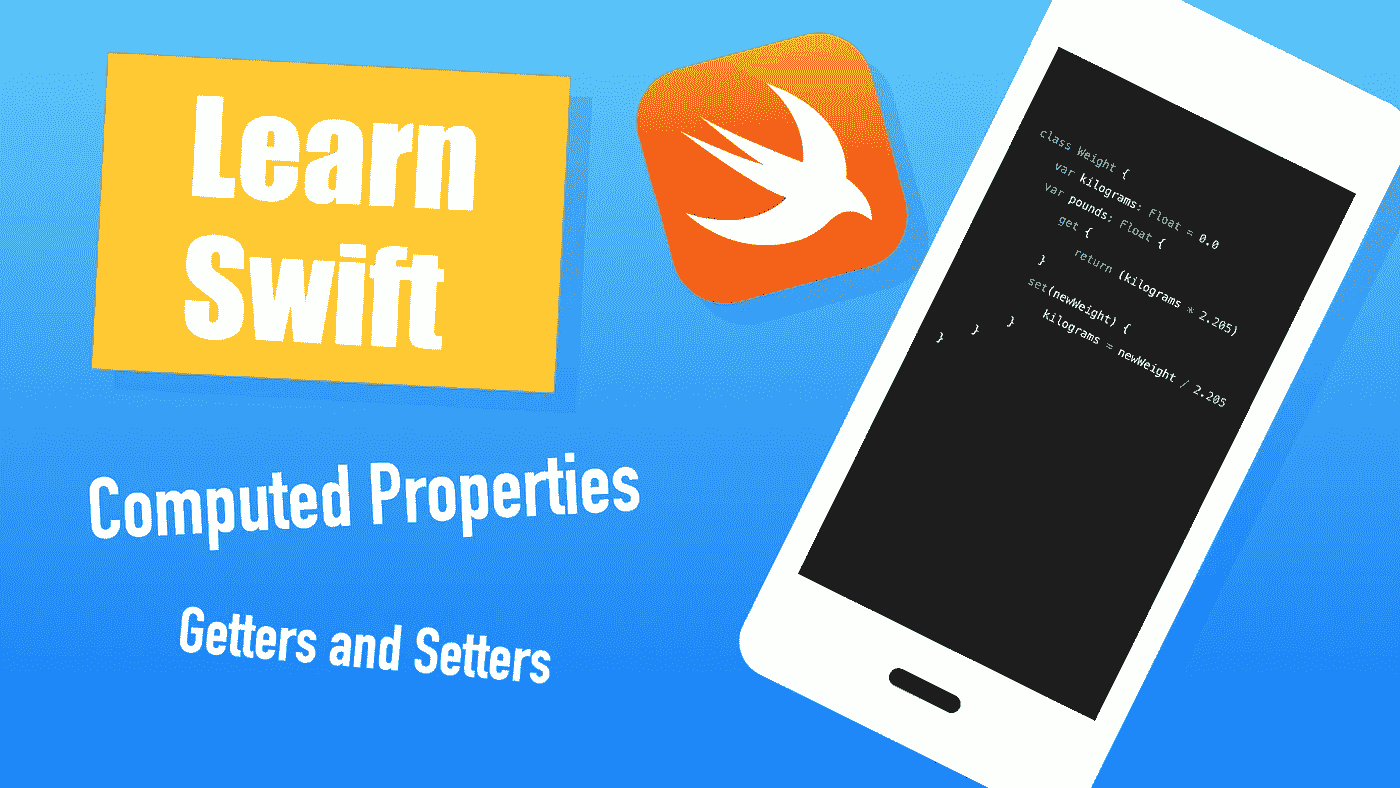 Learn
Swift
Computed Properties
Getters and Setters
class Weight {
var kilograms: Float = 0.0
var pounds: Float {
get {
return (kilograms * 2.205)
}
set(newWeight) {
kilograms = newWeight / 2.205
}
}
}